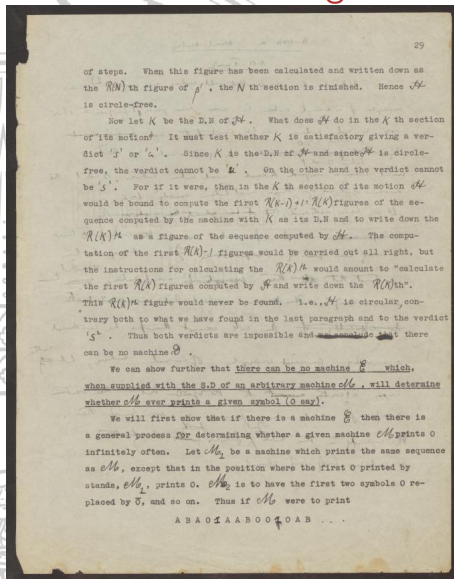 29
of steps. When this figure has been calculated and written down as
the R(N)th figure of β', the N th section is finished. Hence ℋ
is circle-free.
Now let K be the D.N of ℋ. What does ℋ do in the K th section
of its motion? It must test whether K is satisfactory giving a ver-
dict 's' or 'u'. Since K is the D.N of ℋ and since ℋ is circle-
free, the verdict cannot be 'u'. On the other hand the verdict cannot
be 's'. For if it were, then in the K th section of its motion ℋ
would be bound to compute the first R(K-1)+1 = R(K) figures of the se-
quence computed by the machine with K as its D.N and to write down the
R(K)th as a figure of the sequence computed by ℋ. The compu-
tation of the first R(K)-1 figures would be carried out all right, but
the instructions for calculating the R(K)th would amount to "calculate
the first R(K) figures computed by ℋ and write down the R(K)th".
This R(K)th figure would never be found. i.e., ℋ is circular, con-
trary both to what we have found in the last paragraph and to the verdict
's'. Thus both verdicts are impossible and we conclude that there
can be no machine 𝒟.
We can show further that there can be no machine ℰ which,
when supplied with the S.D of an arbitrary machine ℳ, will determine
whether ℳ ever prints a given symbol (0 say).
We will first show that if there is a machine ℰ then there is
a general process for determining whether a given machine ℳ prints 0
infinitely often. Let ℳ₁ be a machine which prints the same sequence
as ℳ, except that in the position where the first 0 printed by
stands, ℳ₁ prints 0̄. ℳ₂ is to have the first two symbols 0 re-
placed by 0̄, and so on. Thus if ℳ were to print
A B A 0 1 A A B 0 0 1 0 A B ...